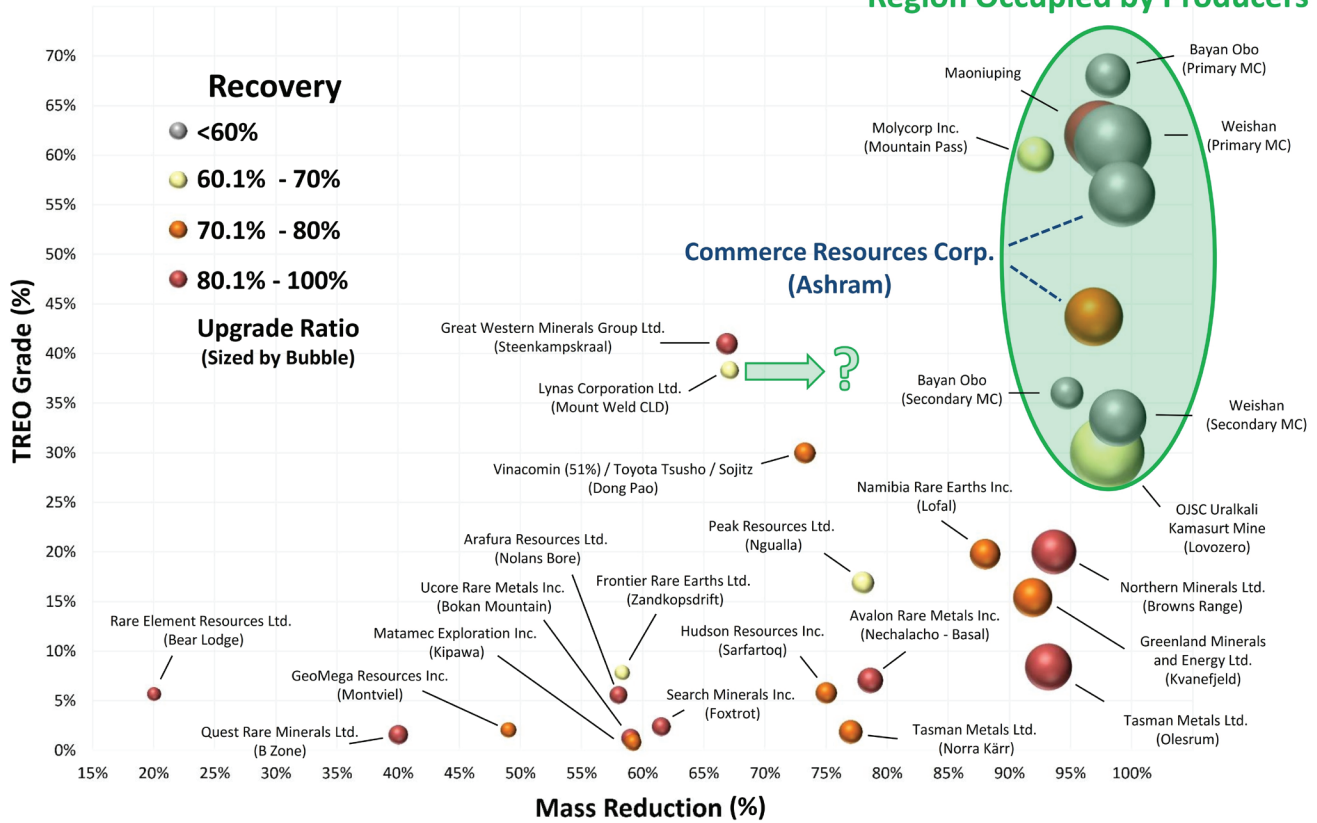 Region Occupied by Producers
70%
65%
60%
55%
50%
45%
40%
35%
30%
25%
20%
15%
10%
5%
0%
TREO Grade (%)
Recovery
<60%
60.1% - 70%
70.1% - 80%
80.1% - 100%
Upgrade Ratio
(Sized by Bubble)
Bayan Obo
(Primary MC)
Maoniuping
Molycorp Inc.
(Mountain Pass)
Weishan
(Primary MC)
Commerce Resources Corp.
(Ashram)
Great Western Minerals Group Ltd.
(Steenkampskraal)
?
Lynas Corporation Ltd.
(Mount Weld CLD)
Bayan Obo
(Secondary MC)
Weishan
(Secondary MC)
Vinacomin (51%) / Toyota Tsusho / Sojitz
(Dong Pao)
Namibia Rare Earths Inc.
(Lofal)
OJSC Uralkali
Kamasurt Mine
(Lovozero)
Peak Resources Ltd.
(Ngualla)
Arafura Resources Ltd.
(Nolans Bore)
Frontier Rare Earths Ltd.
(Zandkopsdrift)
Ucore Rare Metals Inc.
(Bokan Mountain)
Northern Minerals Ltd.
(Browns Range)
Rare Element Resources Ltd.
(Bear Lodge)
Matamec Exploration Inc.
(Kipawa)
Hudson Resources Inc.
(Sarfartoq)
Avalon Rare Metals Inc.
(Nechalacho - Basal)
Greenland Minerals
and Energy Ltd.
(Kvanefjeld)
GeoMega Resources Inc.
(Montviel)
Search Minerals Inc.
(Foxtrot)
Quest Rare Minerals Ltd.
(B Zone)
Tasman Metals Ltd.
(Norra Kärr)
Tasman Metals Ltd.
(Olesrum)
15% 20% 25% 30% 35% 40% 45% 50% 55% 60% 65% 70% 75% 80% 85% 90% 95% 100%
Mass Reduction (%)